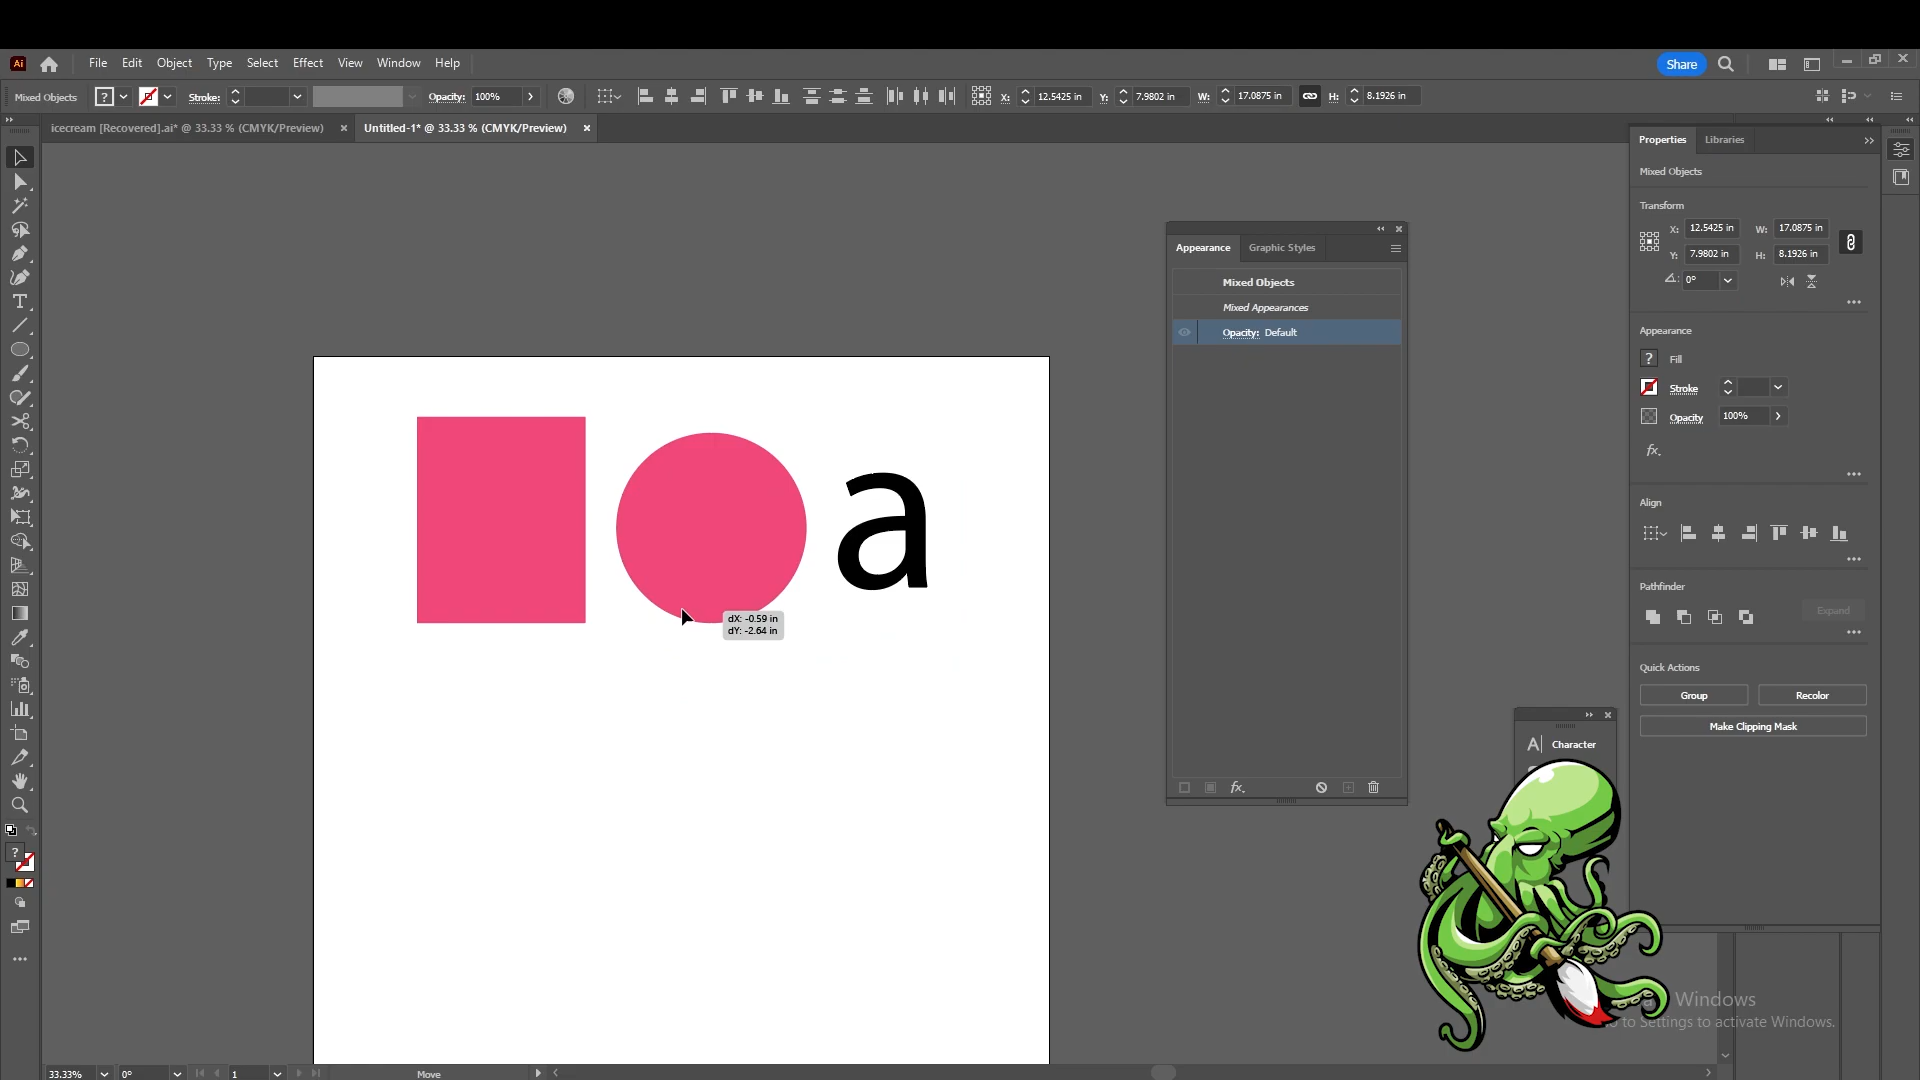 Ai File Edit Object Type Select Effect View Window Help Share
Mixed Objects ? Stroke: Opacity: 100% X: 12.5425 in Y: 7.9802 in W: 17.0875 in H: 8.1926 in
icecream [Recovered].ai* @ 33.33 % (CMYK/Preview) × Untitled-1* @ 33.33 % (CMYK/Preview) ×
Properties Libraries
Mixed Objects
Transform
X: 12.5425 in W: 17.0875 in
Y: 7.9802 in H: 8.1926 in
0°
Appearance
? Fill
Stroke
Opacity 100%
fx.
Align
Pathfinder
Expand
Quick Actions
Group Recolor
Make Clipping Mask
Appearance Graphic Styles
Mixed Objects
Mixed Appearances
Opacity: Default
fx.
a
dX: -0.59 in
dY: -2.64 in
A Character
T
?
Windows
to Settings to activate Windows.
33.33% 0° 1 Move